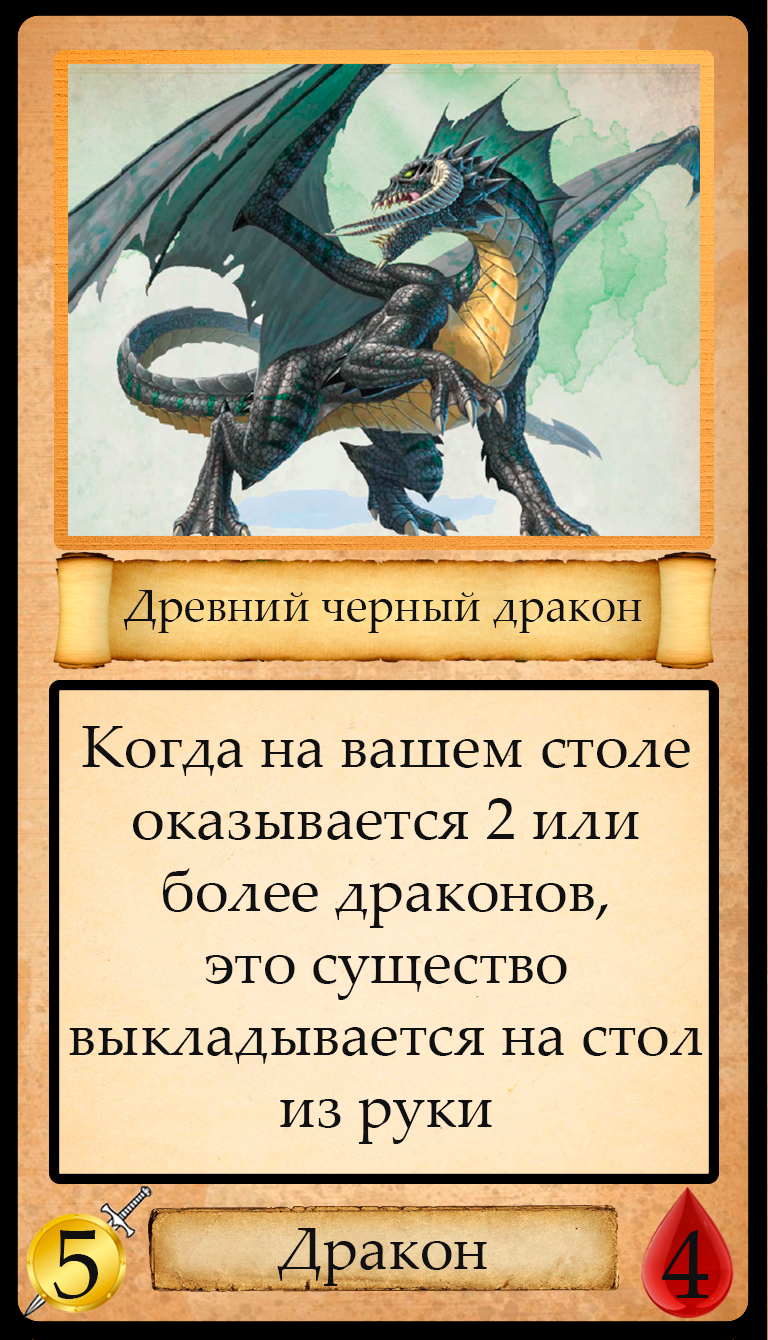 Древний черный дракон
Когда на вашем столе
оказывается 2 или
более драконов,
это существо
выкладывается на стол
из руки
5
Дракон
4